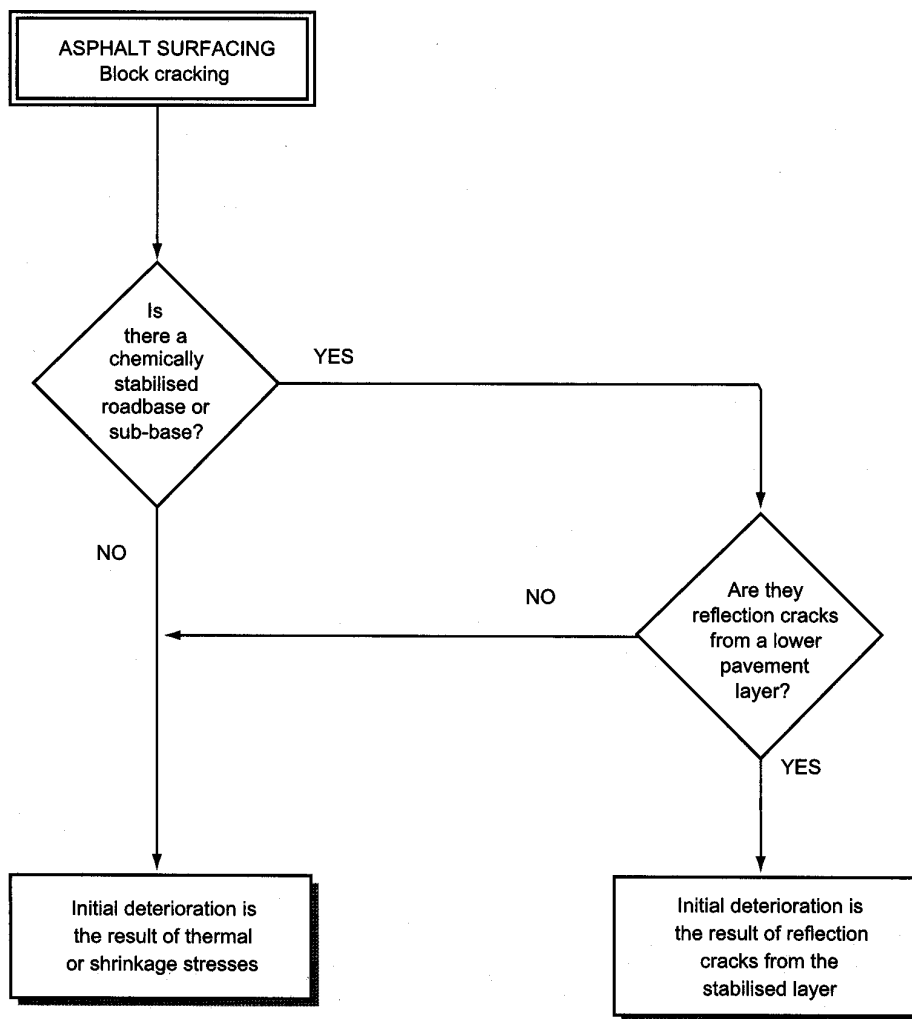 ASPHALT SURFACING
Block cracking
Is
there a
chemically
stabilised
roadbase or
sub-base?
YES
NO
Are they
reflection cracks
from a lower
pavement
layer?
NO
YES
Initial deterioration is
the result of thermal
or shrinkage stresses
Initial deterioration is
the result of reflection
cracks from the
stabilised layer